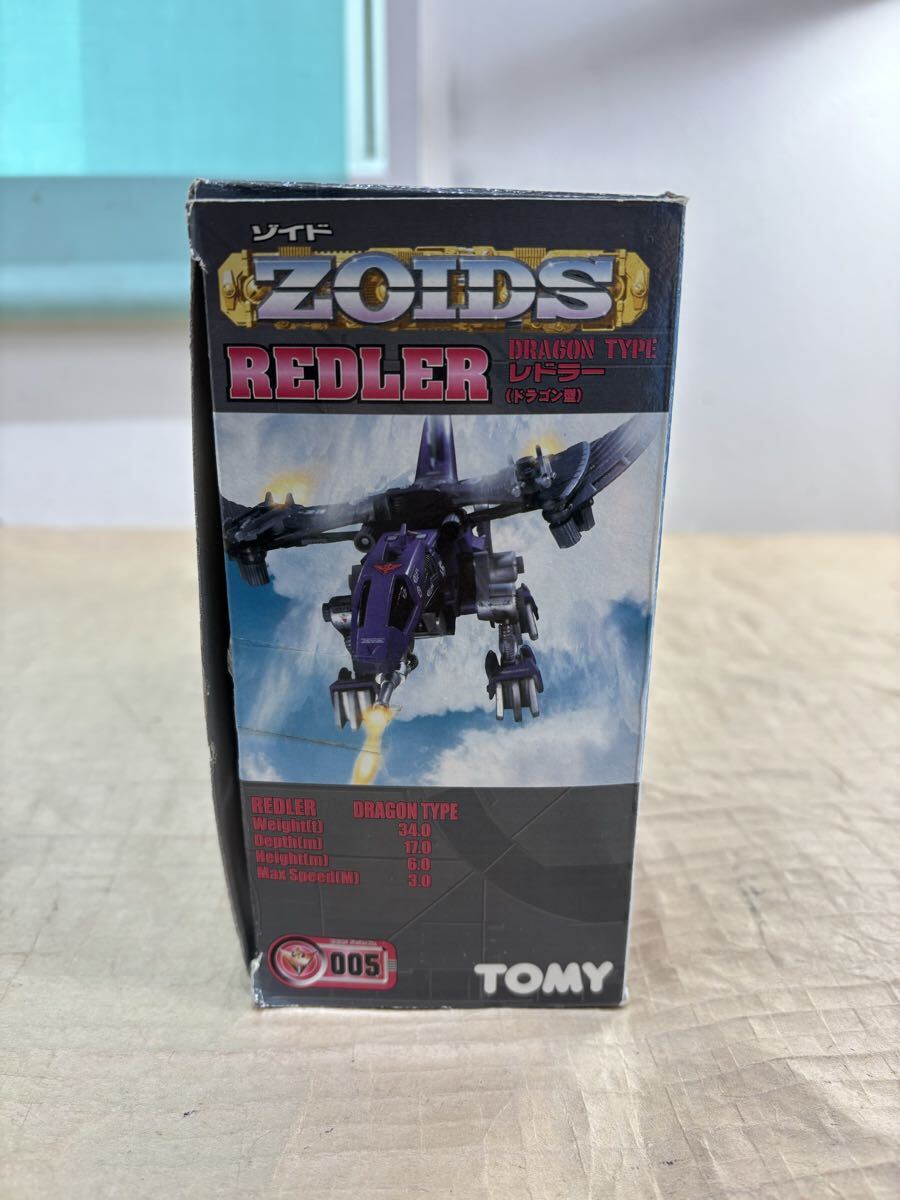 ゾイド
ZOIDS
REDLER
DRAGON TYPE
レドラー
(ドラゴン型)
REDLER DRAGON TYPE
Weight(t) 34.0
Depth(m) 17.0
Height(m) 6.0
Max Speed(M) 3.0
005
TOMY